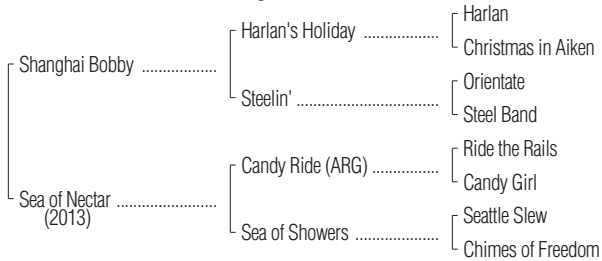 Harlan
Harlan's Holiday ..................
Christmas in Aiken
Shanghai Bobby ..................
Orientate
Steelin' ..................................
Steel Band
Ride the Rails
Candy Ride (ARG) ................
Candy Girl
Sea of Nectar ........................
(2013)
Seattle Slew
Sea of Showers ....................
Chimes of Freedom